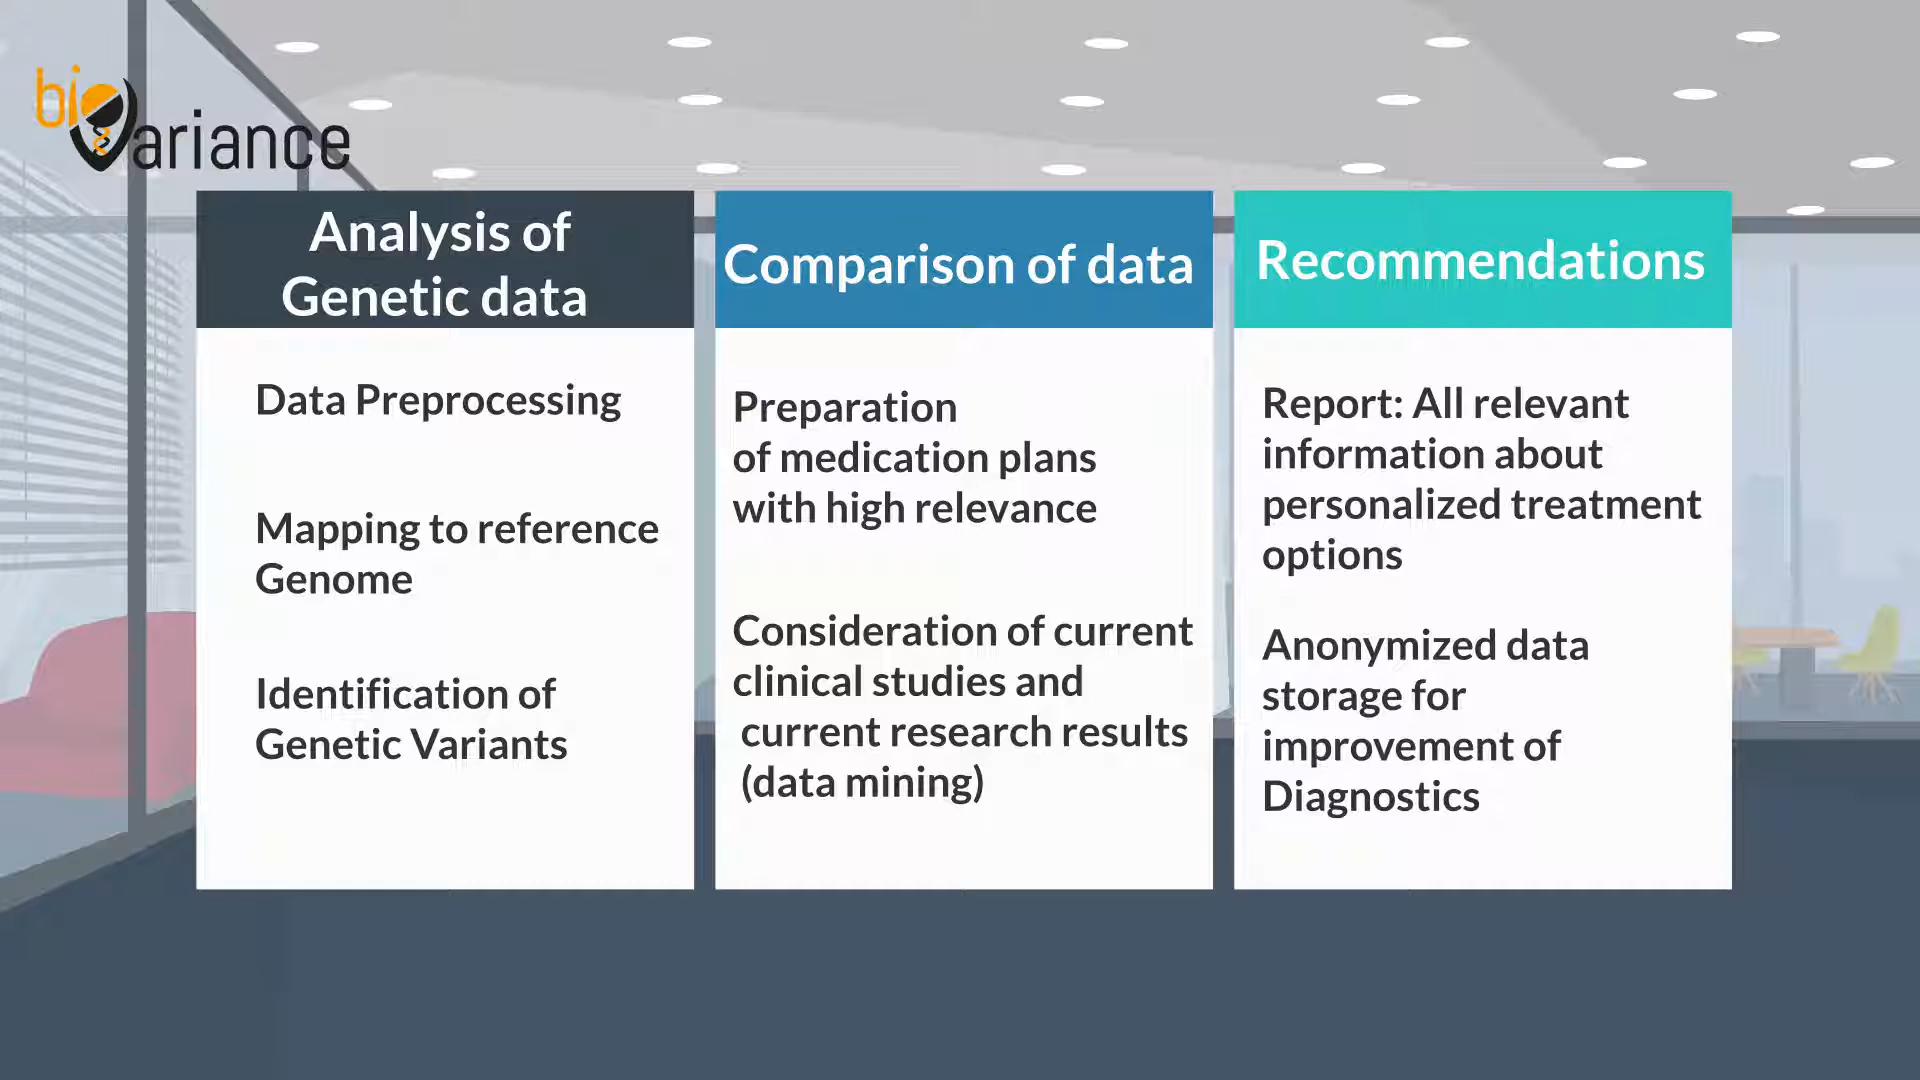 bioVariance
Analysis of
Genetic data
Data Preprocessing
Mapping to reference
Genome
Identification of
Genetic Variants
Comparison of data
Preparation
of medication plans
with high relevance
Consideration of current
clinical studies and
current research results
(data mining)
Recommendations
Report: All relevant
information about
personalized treatment
options
Anonymized data
storage for
improvement of
Diagnostics